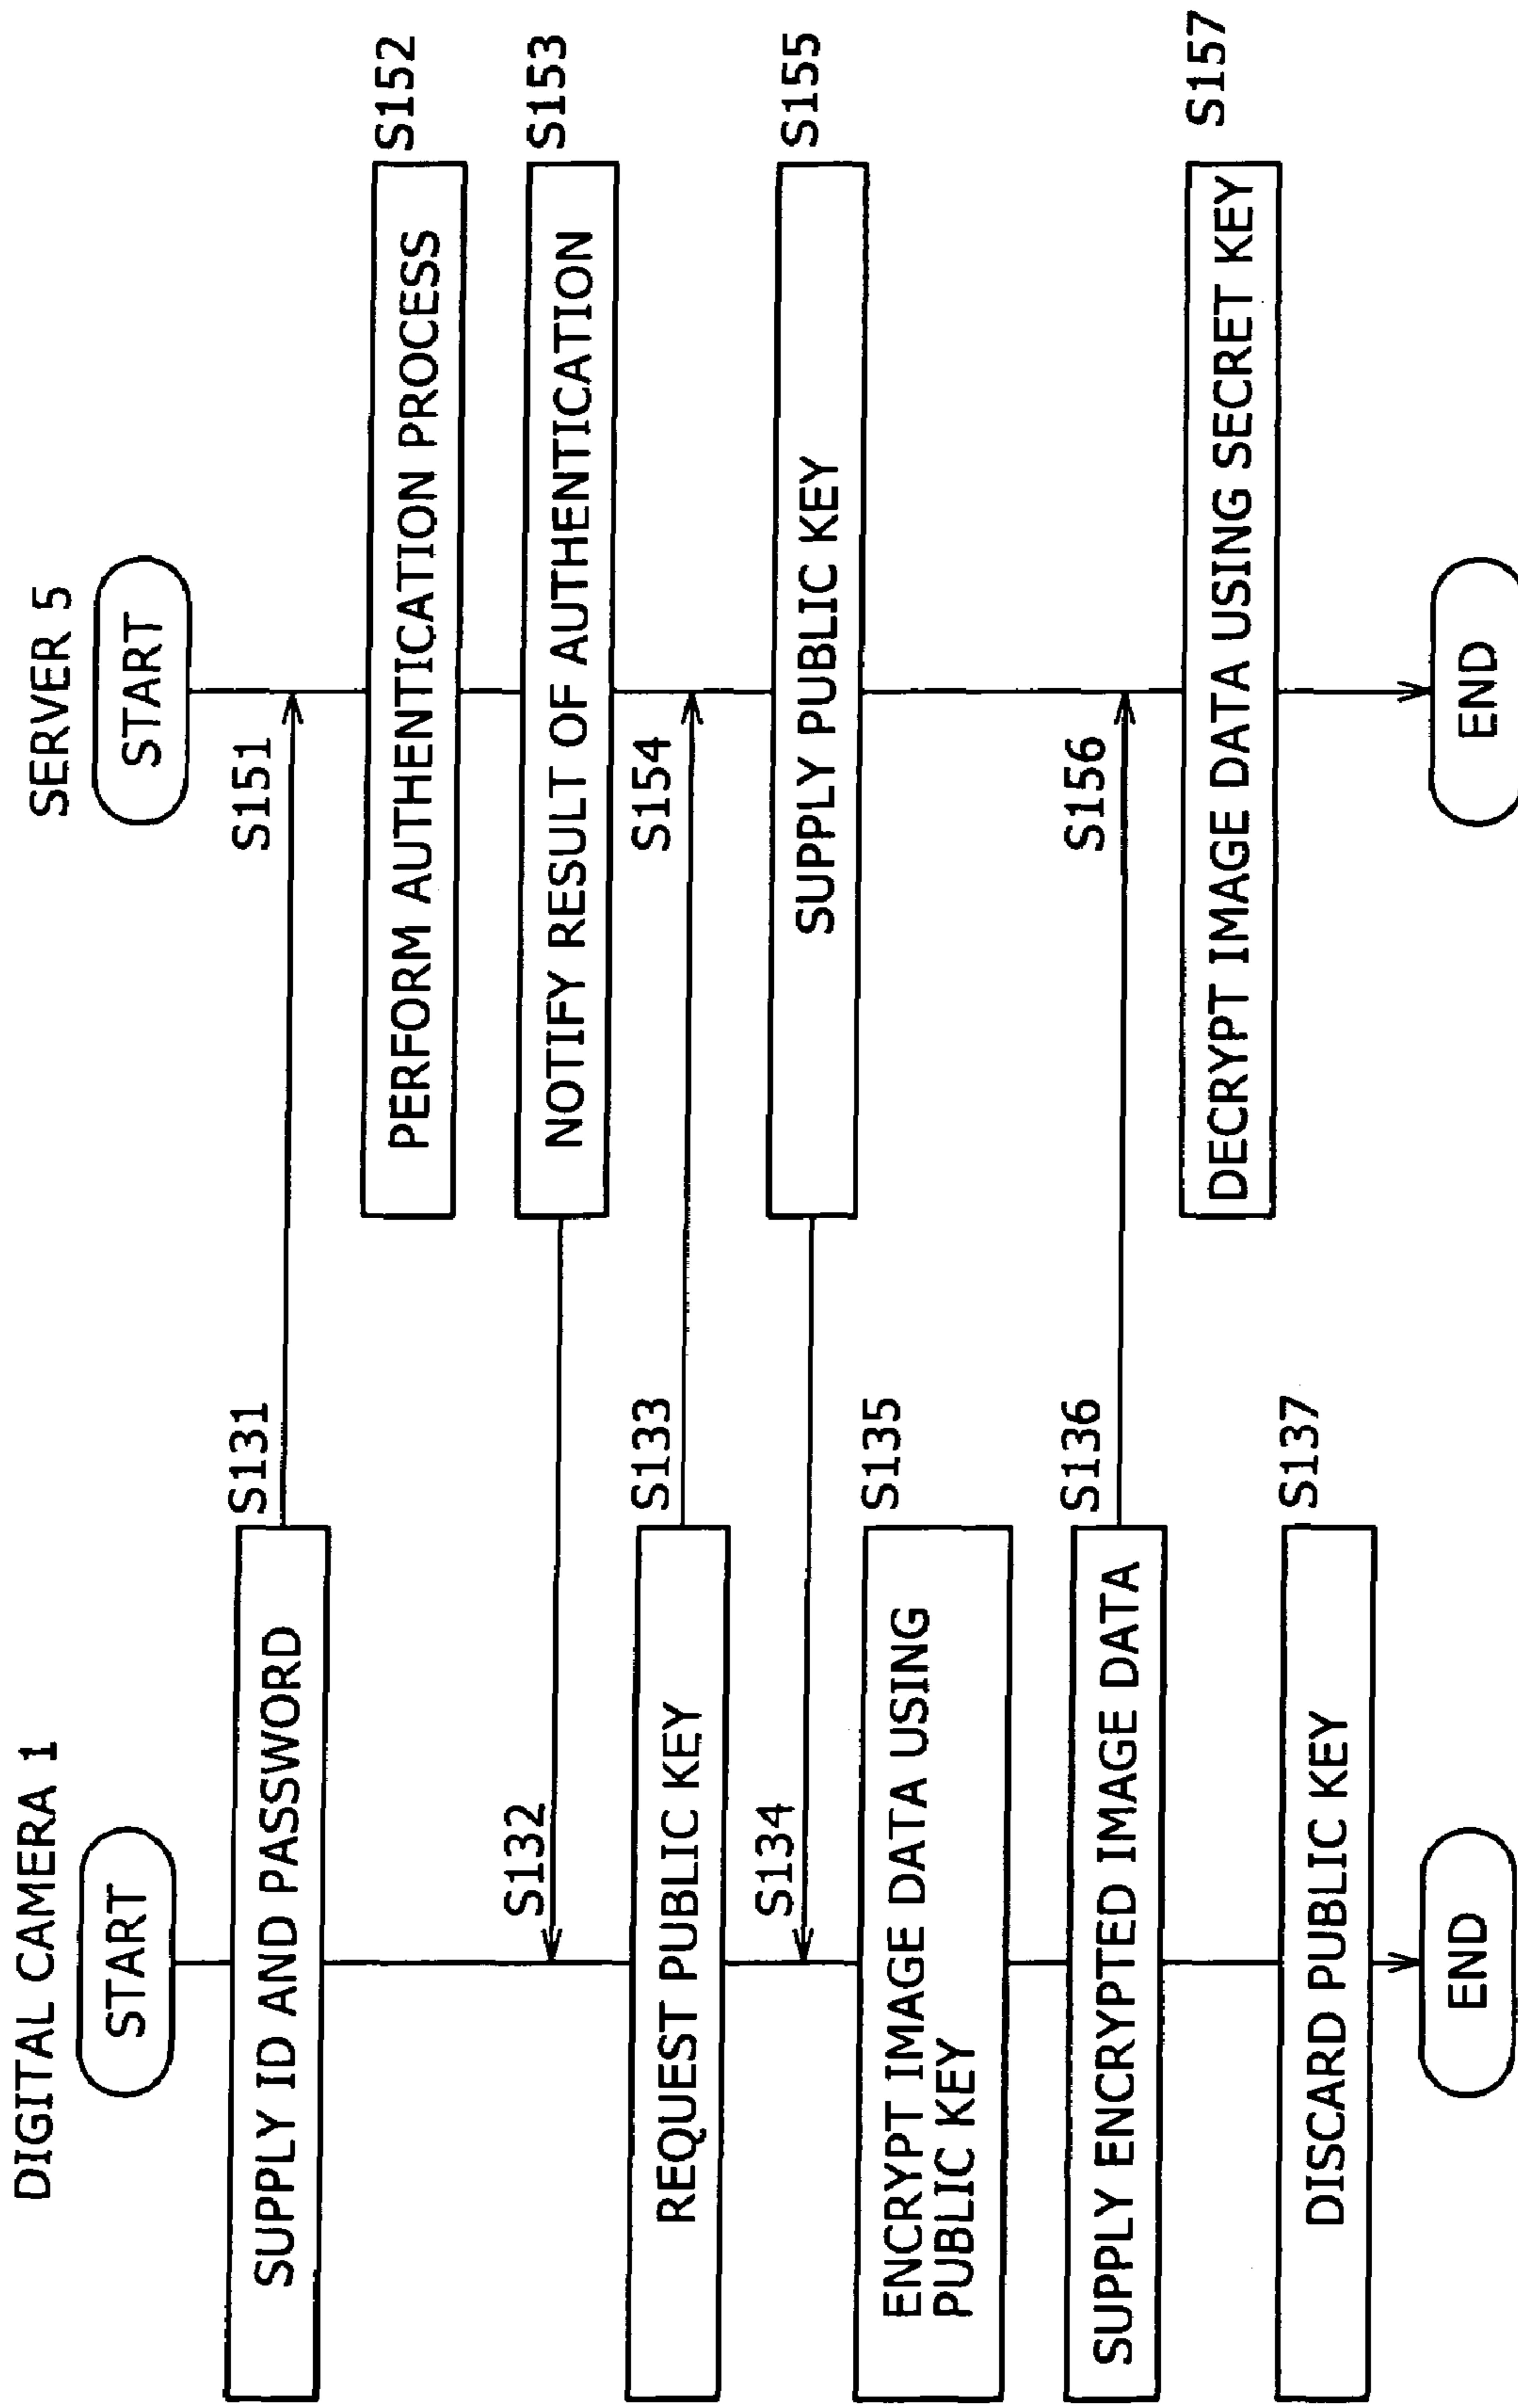 DIGITAL CAMERA 1
START
S131
SUPPLY ID AND PASSWORD
S132
S133
REQUEST PUBLIC KEY
S134
S135
ENCRYPT IMAGE DATA USING
PUBLIC KEY
S136
SUPPLY ENCRYPTED IMAGE DATA
S137
DISCARD PUBLIC KEY
END
SERVER 5
START
S151
S152
PERFORM AUTHENTICATION PROCESS
S153
NOTIFY RESULT OF AUTHENTICATION
S154
S155
SUPPLY PUBLIC KEY
S156
S157
DECRYPT IMAGE DATA USING SECRET KEY
END